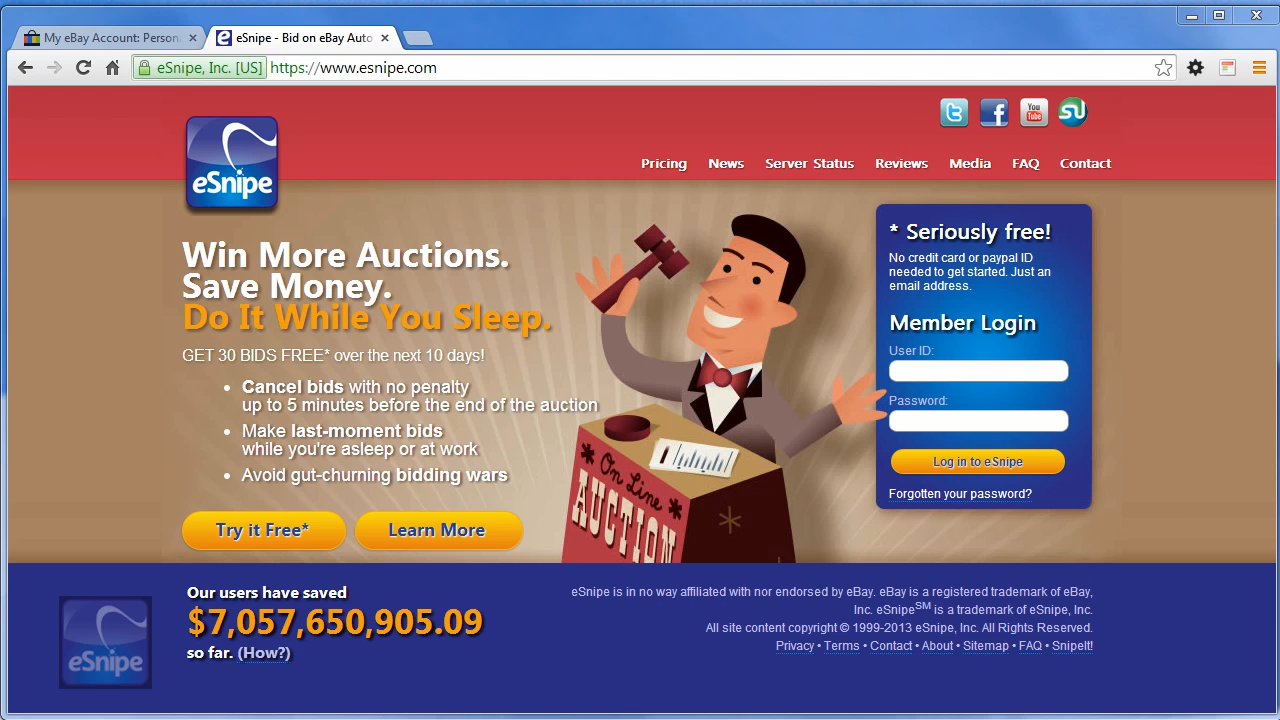 My eBay Account: Person
eSnipe - Bid on eBay Auto
eSnipe, Inc. [US] https://www.esnipe.com
You
Tube
eSnipe
Pricing News Server Status Reviews Media FAQ Contact
Win More Auctions.
Save Money.
Do It While You Sleep.
GET 30 BIDS FREE* over the next 10 days!
• Cancel bids with no penalty
up to 5 minutes before the end of the auction
• Make last-moment bids
while you're asleep or at work
• Avoid gut-churning bidding wars
Try it Free* Learn More
On Line
AUCTION
* Seriously free!
No credit card or paypal ID
needed to get started. Just an
email address.
Member Login
User ID:
Password:
Log in to eSnipe
Forgotten your password?
eSnipe
Our users have saved
$7,057,650,905.09
so far. (How?)
eSnipe is in no way affiliated with nor endorsed by eBay. eBay is a registered trademark of eBay,
Inc. eSnipeSM is a trademark of eSnipe, Inc.
All site content copyright © 1999-2013 eSnipe, Inc. All Rights Reserved.
Privacy • Terms • Contact • About • Sitemap • FAQ • SnipeIt!